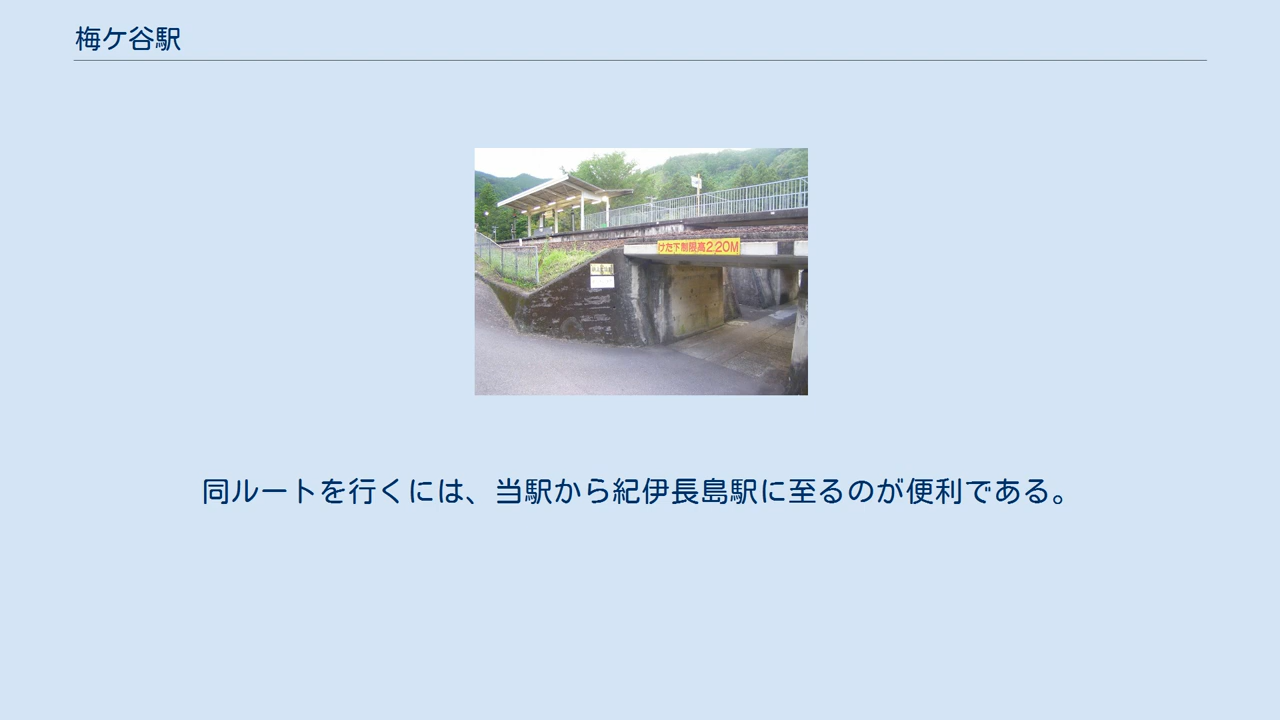 梅ケ谷駅
けた下制限高2.20M
同ルートを行くには、当駅から紀伊長島駅に至るのが便利である。